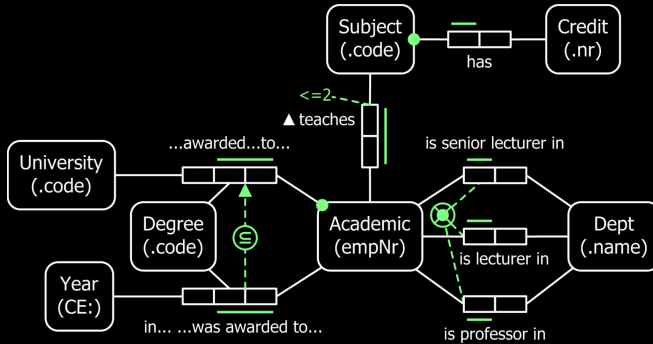 Subject
(.code)
Credit
(.nr)
has
<=2
▲ teaches
...awarded...to...
is senior lecturer in
University
(.code)
Degree
(.code)
Academic
(empNr)
Dept
(.name)
⊆
is lecturer in
Year
(CE:)
in... ...was awarded to...
is professor in